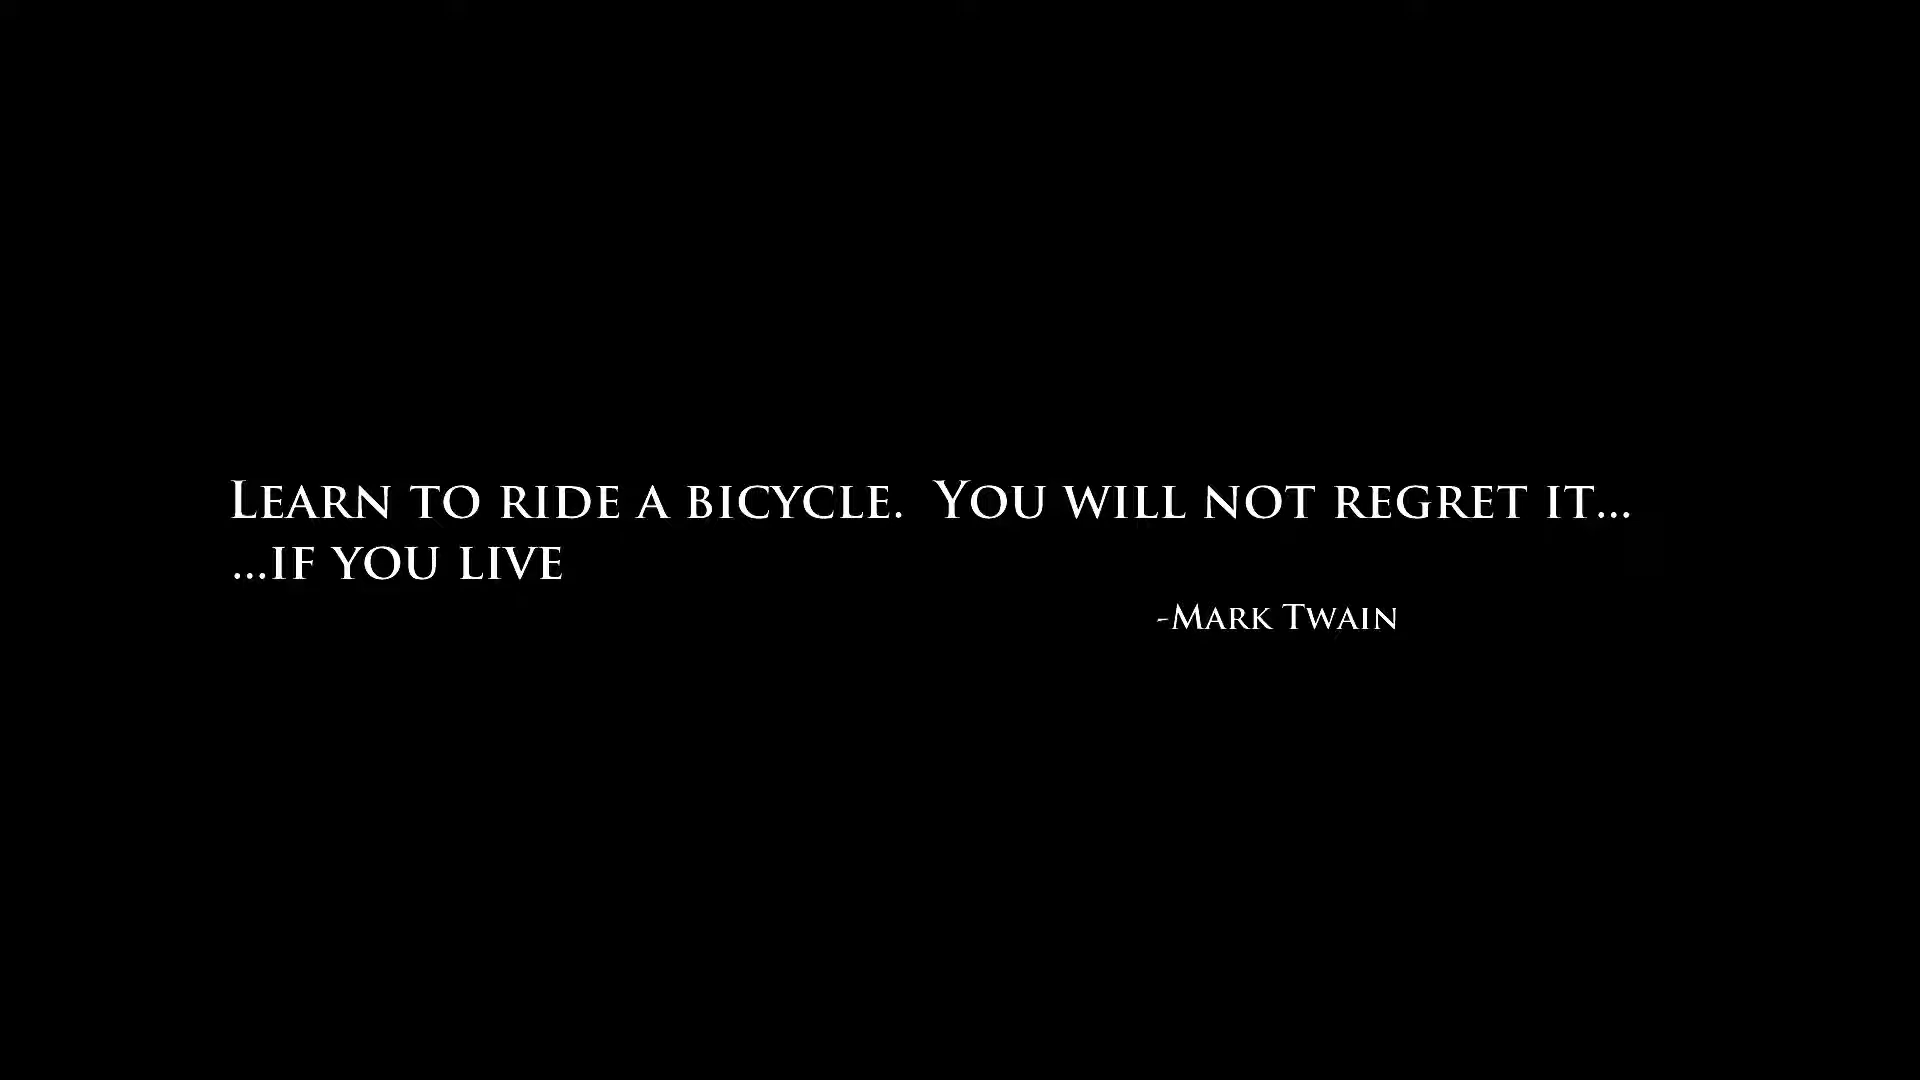 Learn to ride a bicycle.  You will not regret it...
...if you live
-Mark Twain